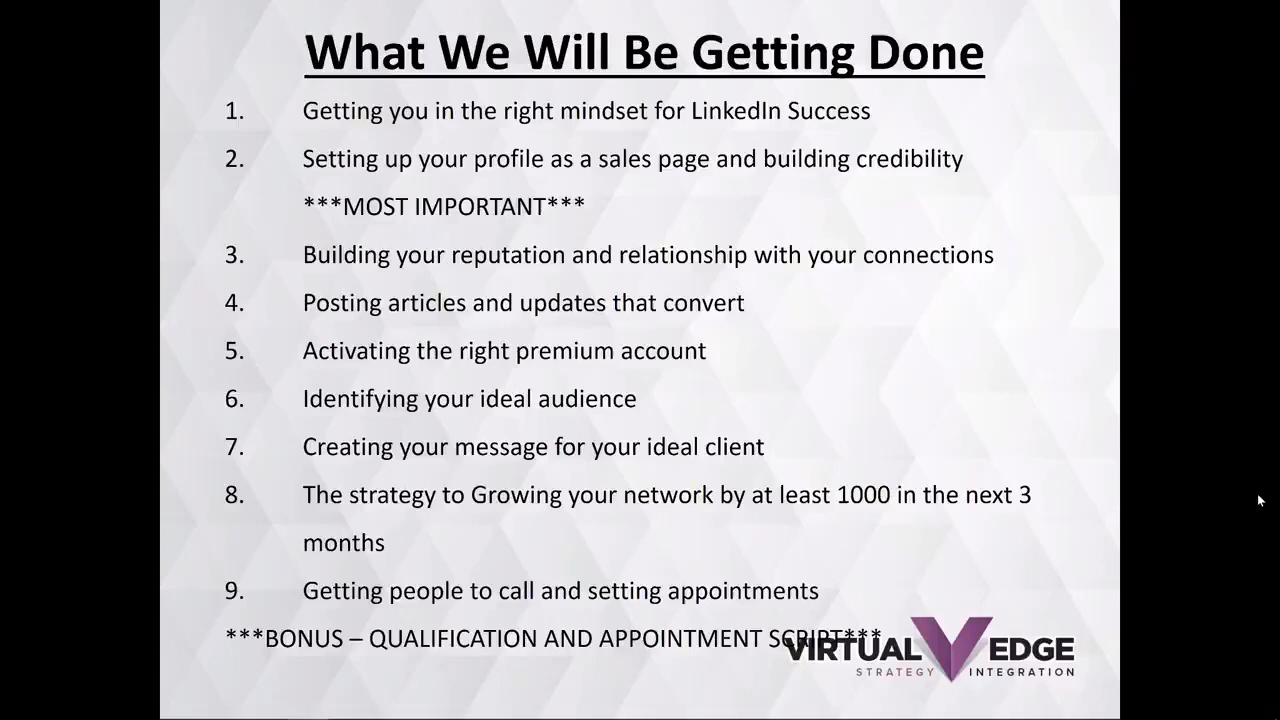 What We Will Be Getting Done
1. Getting you in the right mindset for LinkedIn Success
2. Setting up your profile as a sales page and building credibility
***MOST IMPORTANT***
3. Building your reputation and relationship with your connections
4. Posting articles and updates that convert
5. Activating the right premium account
6. Identifying your ideal audience
7. Creating your message for your ideal client
8. The strategy to Growing your network by at least 1000 in the next 3
months
9. Getting people to call and setting appointments
***BONUS – QUALIFICATION AND APPOINTMENT SCRIPT***
VIRTUAL EDGE
STRATEGY INTEGRATION